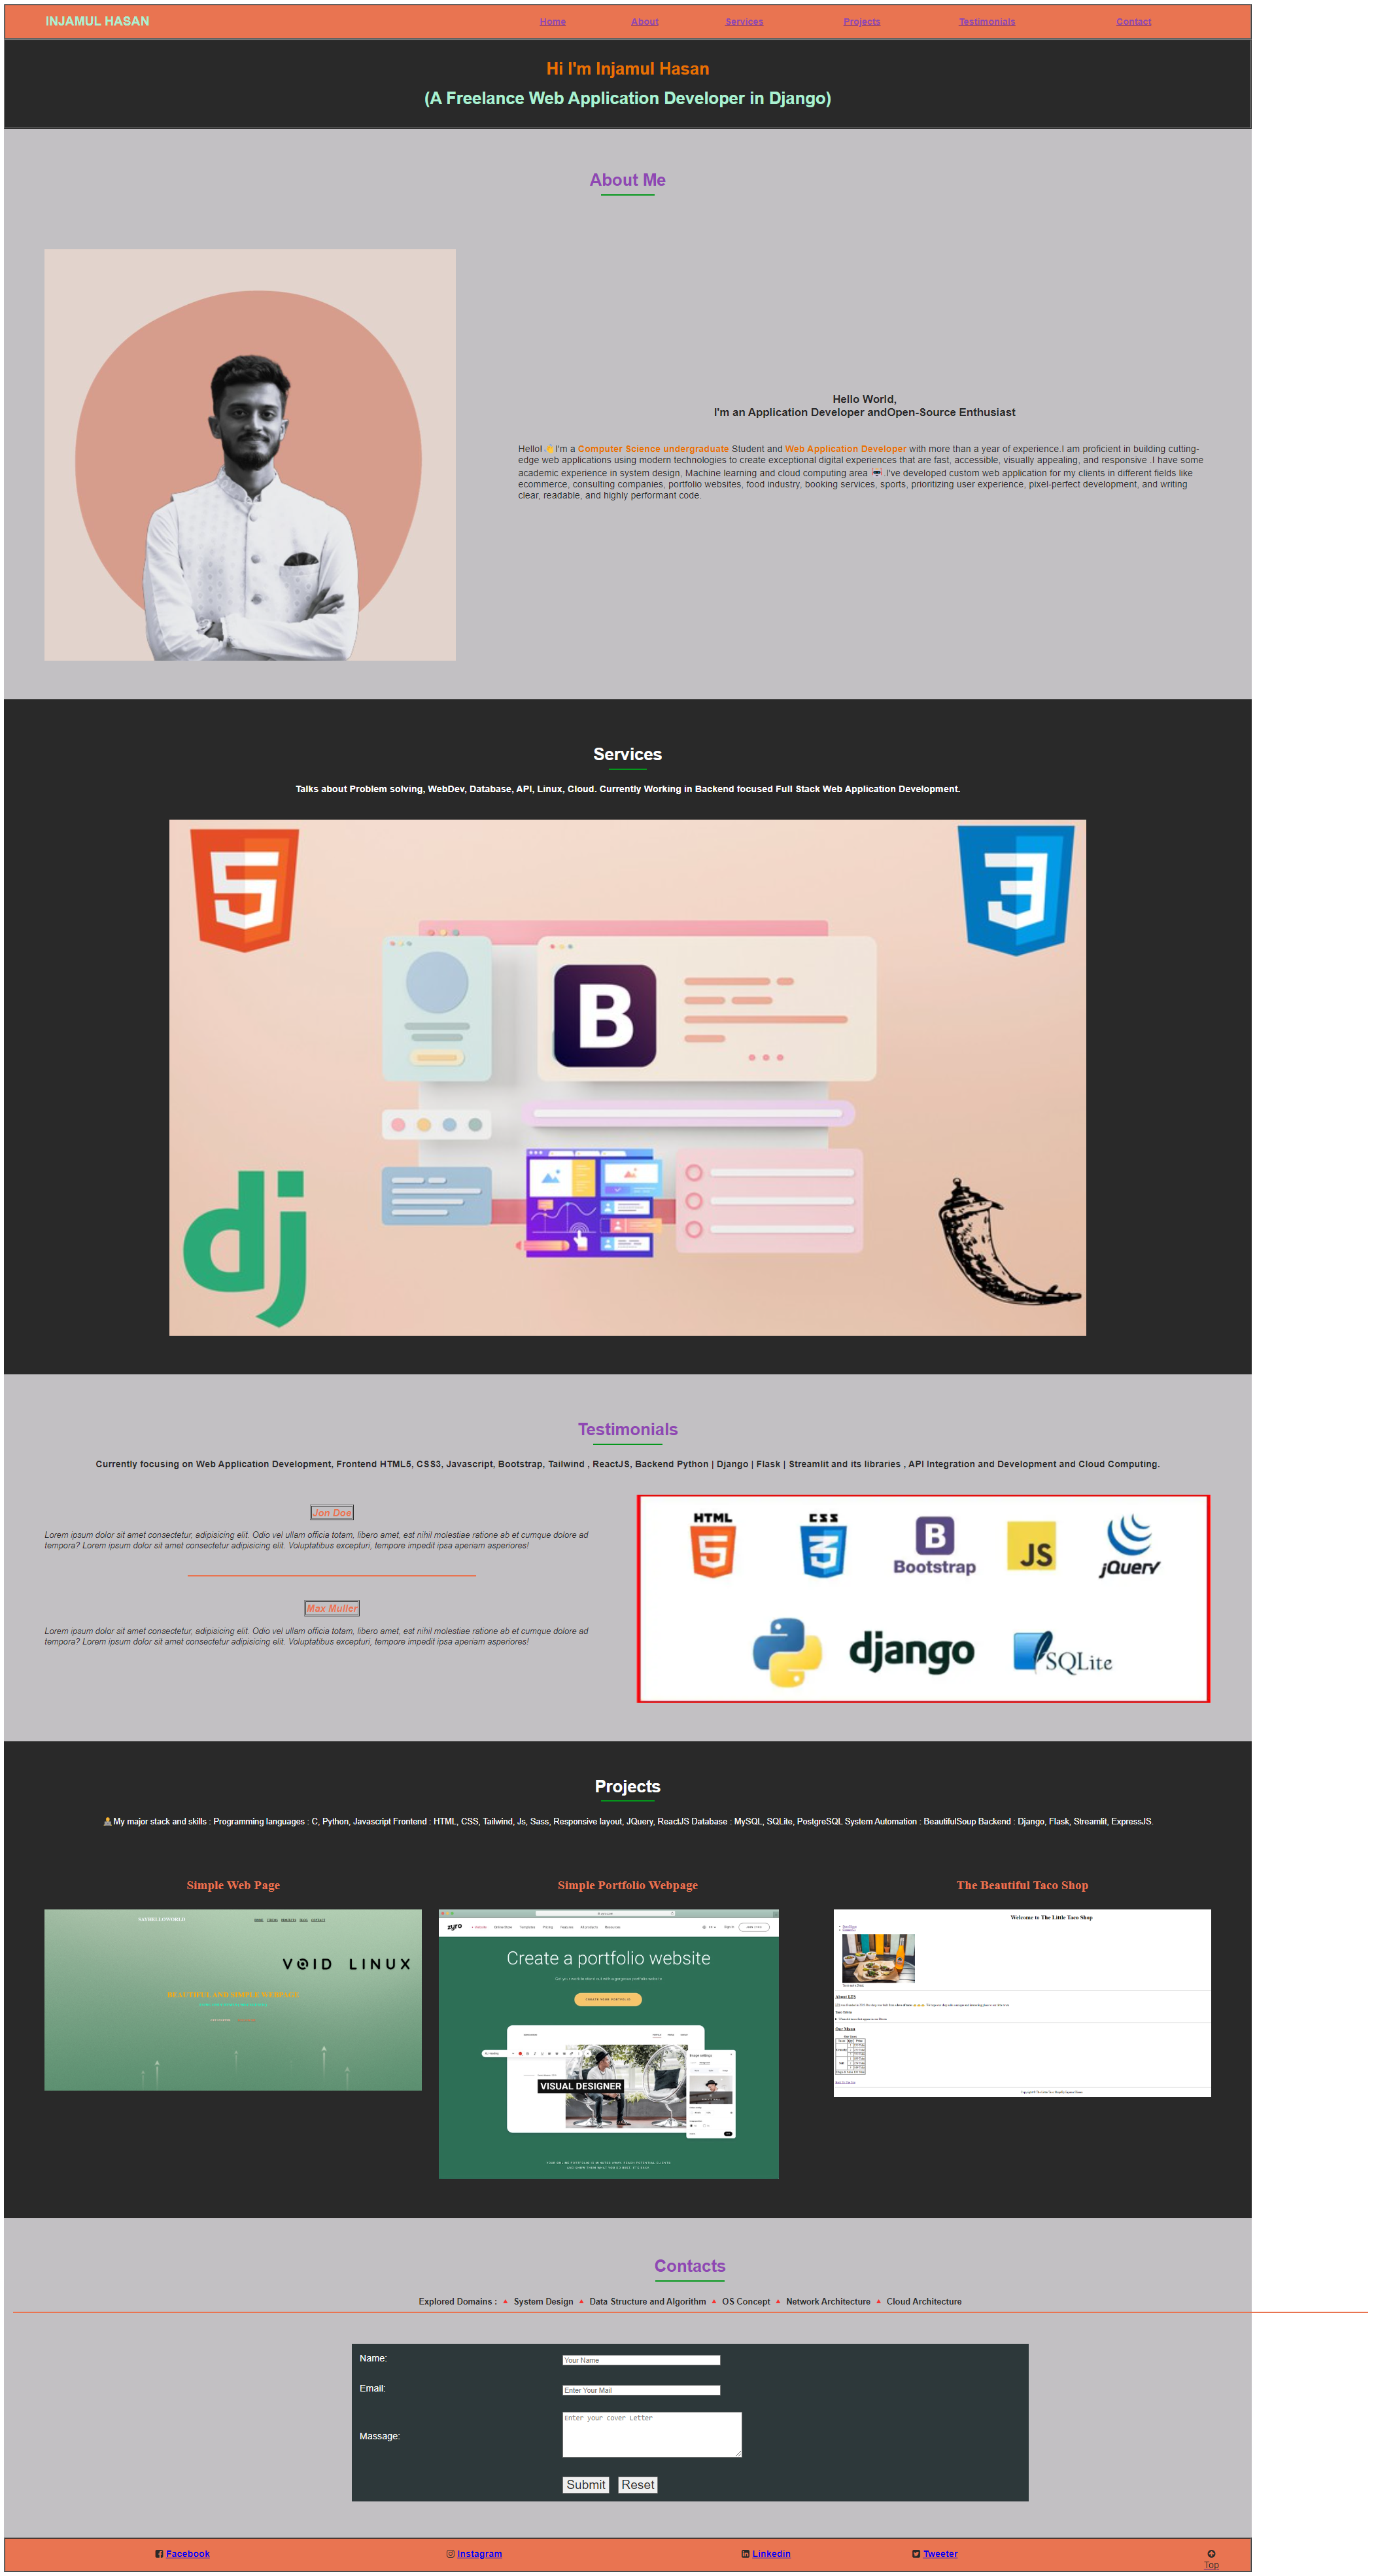 INJAMUL HASAN
Home About Services Projects Testimonials Contact
Hi I'm Injamul Hasan
(A Freelance Web Application Developer in Django)
About Me
Hello World,
I'm an Application Developer andOpen-Source Enthusiast
Hello! 👋 I'm a Computer Science undergraduate Student and Web Application Developer with more than a year of experience.I am proficient in building cutting-
edge web applications using modern technologies to create exceptional digital experiences that are fast, accessible, visually appealing, and responsive .I have some
academic experience in system design, Machine learning and cloud computing area .I've developed custom web application for my clients in different fields like
ecommerce, consulting companies, portfolio websites, food industry, booking services, sports, prioritizing user experience, pixel-perfect development, and writing
clear, readable, and highly performant code.
Services
Talks about Problem solving, WebDev, Database, API, Linux, Cloud. Currently Working in Backend focused Full Stack Web Application Development.
5
3
B
dj
Testimonials
Currently focusing on Web Application Development, Frontend HTML5, CSS3, Javascript, Bootstrap, Tailwind , ReactJS, Backend Python | Django | Flask | Streamlit and its libraries , API Integration and Development and Cloud Computing.
Jon Doe
Lorem ipsum dolor sit amet consectetur, adipisicing elit. Odio vel ullam officia totam, libero amet, est nihil molestiae ratione ab et cumque dolore ad
tempora? Lorem ipsum dolor sit amet consectetur adipisicing elit. Voluptatibus excepturi, tempore impedit ipsa aperiam asperiores!
Max Muller
Lorem ipsum dolor sit amet consectetur, adipisicing elit. Odio vel ullam officia totam, libero amet, est nihil molestiae ratione ab et cumque dolore ad
tempora? Lorem ipsum dolor sit amet consectetur adipisicing elit. Voluptatibus excepturi, tempore impedit ipsa aperiam asperiores!
HTML 5
CSS 3
B Bootstrap
JS
jQuery
django
SQLite
Projects
My major stack and skills : Programming languages : C, Python, Javascript Frontend : HTML, CSS, Tailwind, Js, Sass, Responsive layout, JQuery, ReactJS Database : MySQL, SQLite, PostgreSQL System Automation : BeautifulSoup Backend : Django, Flask, Streamlit, ExpressJS.
Simple Web Page
Simple Portfolio Webpage
The Beautiful Taco Shop
VOID LINUX
BEAUTIFUL AND SIMPLE WEBPAGE
zyro
Create a portfolio website
VISUAL DESIGNER
Welcome to The Little Taco Shop
Our Menu
Contacts
Explored Domains : 🔺 System Design 🔺 Data Structure and Algorithm 🔺 OS Concept 🔺 Network Architecture 🔺 Cloud Architecture
Name:
Your Name
Email:
Enter Your Mail
Massage:
Enter your cover Letter
Submit Reset
Facebook Instagram Linkedin Tweeter
Top